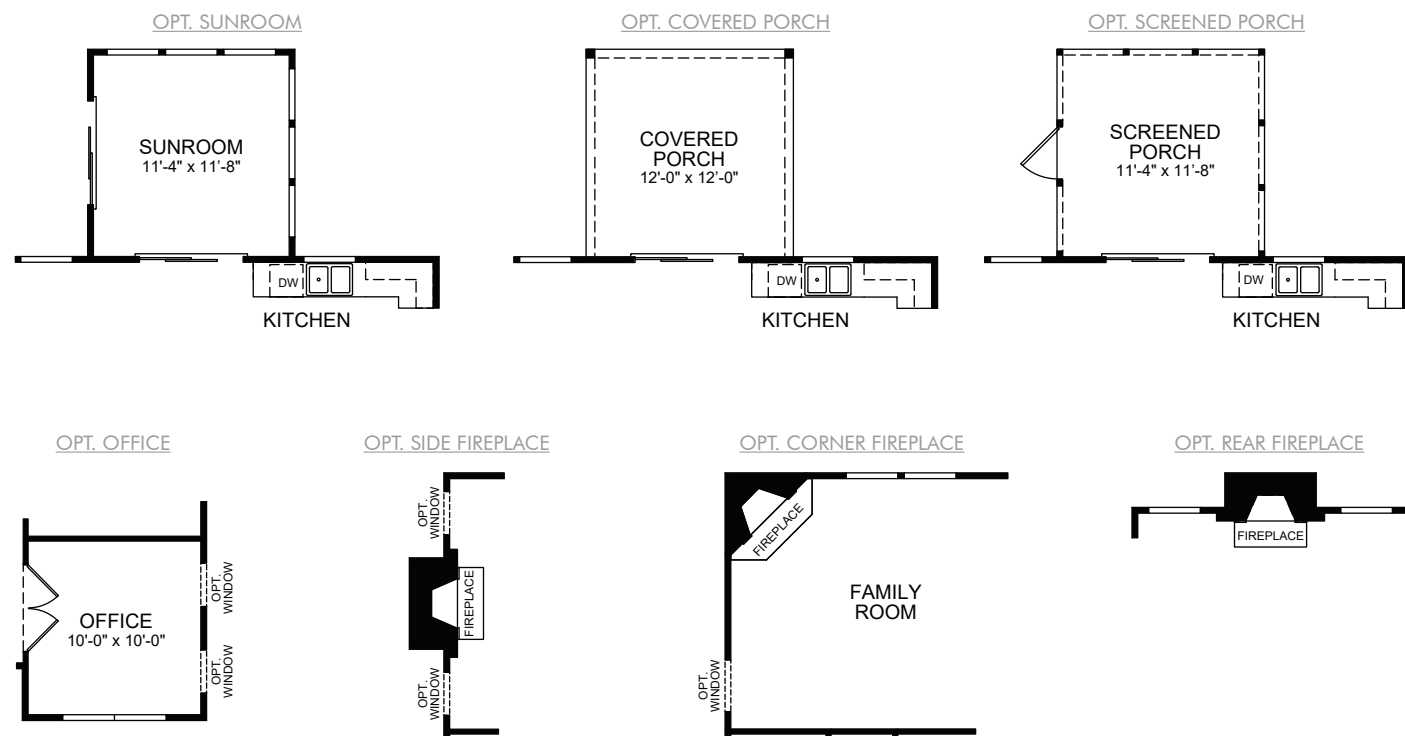 OPT. SUNROOM
SUNROOM
11'-4" x 11'-8"
DW
KITCHEN
OPT. COVERED PORCH
COVERED
PORCH
12'-0" x 12'-0"
DW
KITCHEN
OPT. SCREENED PORCH
SCREENED
PORCH
11'-4" x 11'-8"
DW
KITCHEN
OPT. OFFICE
OFFICE
10'-0" x 10'-0"
OPT.
WINDOW
OPT.
WINDOW
OPT. SIDE FIREPLACE
OPT.
WINDOW
FIREPLACE
OPT.
WINDOW
OPT. CORNER FIREPLACE
FIREPLACE
FAMILY
ROOM
OPT.
WINDOW
OPT. REAR FIREPLACE
FIREPLACE